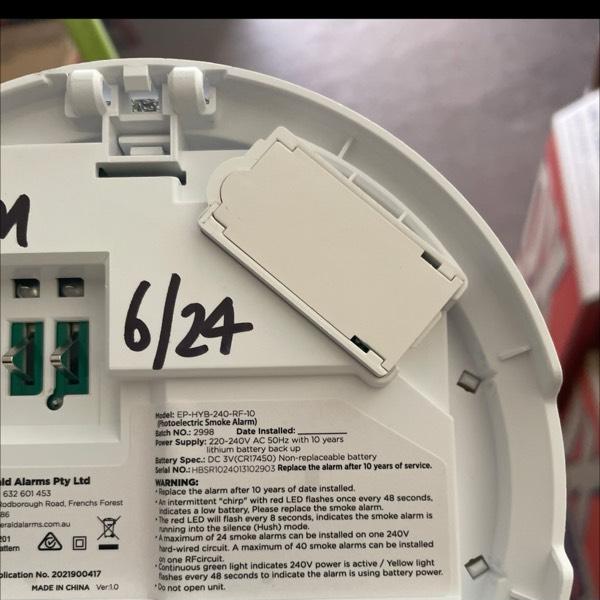 M
6/24
Model: EP-HYB-240-RF-10
(Photoelectric Smoke Alarm)
Batch NO.: 2998 Date Installed: ________
Power Supply: 220-240V AC 50Hz with 10 years
lithium battery back up
Battery Spec.: DC 3V(CR17450) Non-replaceable battery
Serial NO.: HBSR1024013102903 Replace the alarm after 10 years of service.
WARNING:
• Replace the alarm after 10 years of date installed.
• An intermittent "chirp" with red LED flashes once every 48 seconds,
indicates a low battery, Please replace the smoke alarm.
• The red LED will flash every 8 seconds, indicates the smoke alarm is
running into the silence (Hush) mode.
• A maximum of 24 smoke alarms can be installed on one 240V
hard-wired circuit. A maximum of 40 smoke alarms can be installed
on one RFcircuit.
• Continuous green light indicates 240V power is active / Yellow light
flashes every 48 seconds to indicate the alarm is using battery power.
• Do not open unit.
ald Alarms Pty Ltd
632 601 453
Rodborough Road, Frenchs Forest
86
eraldalarms.com.au
201
attern
plication No. 2021900417
MADE IN CHINA Ver:1.0